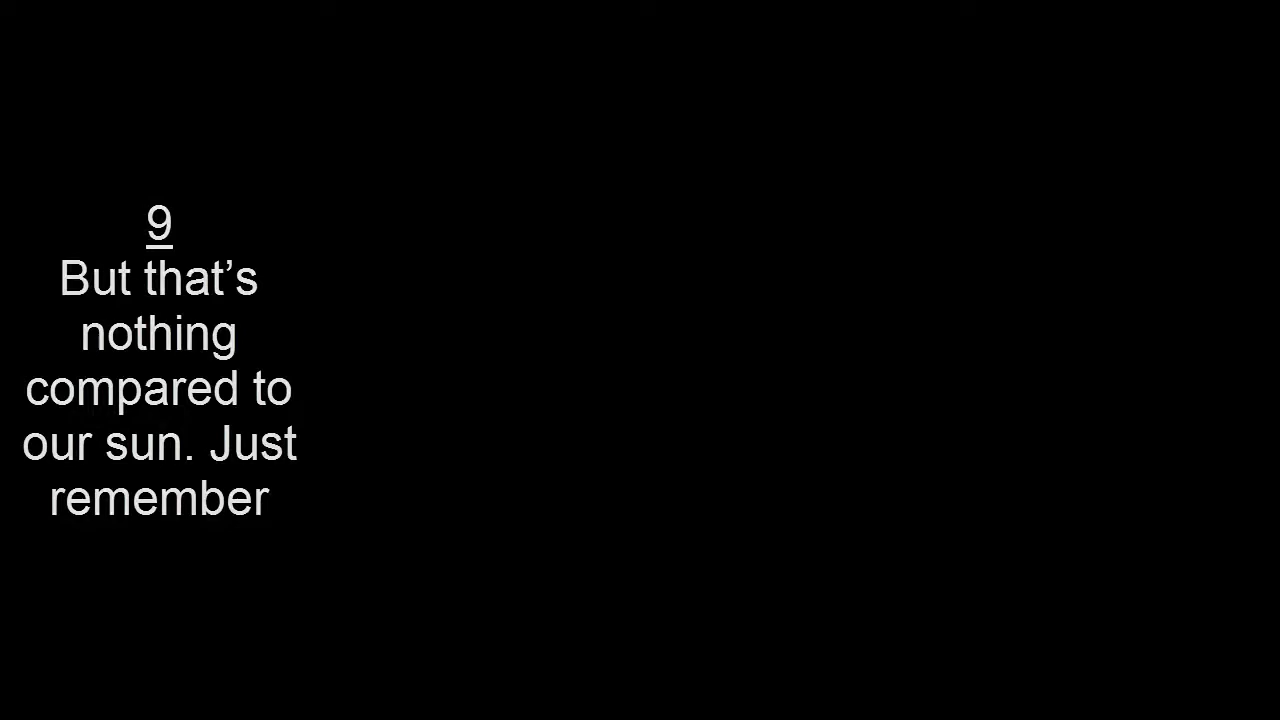 9
But that’s
nothing
compared to
our sun. Just
remember